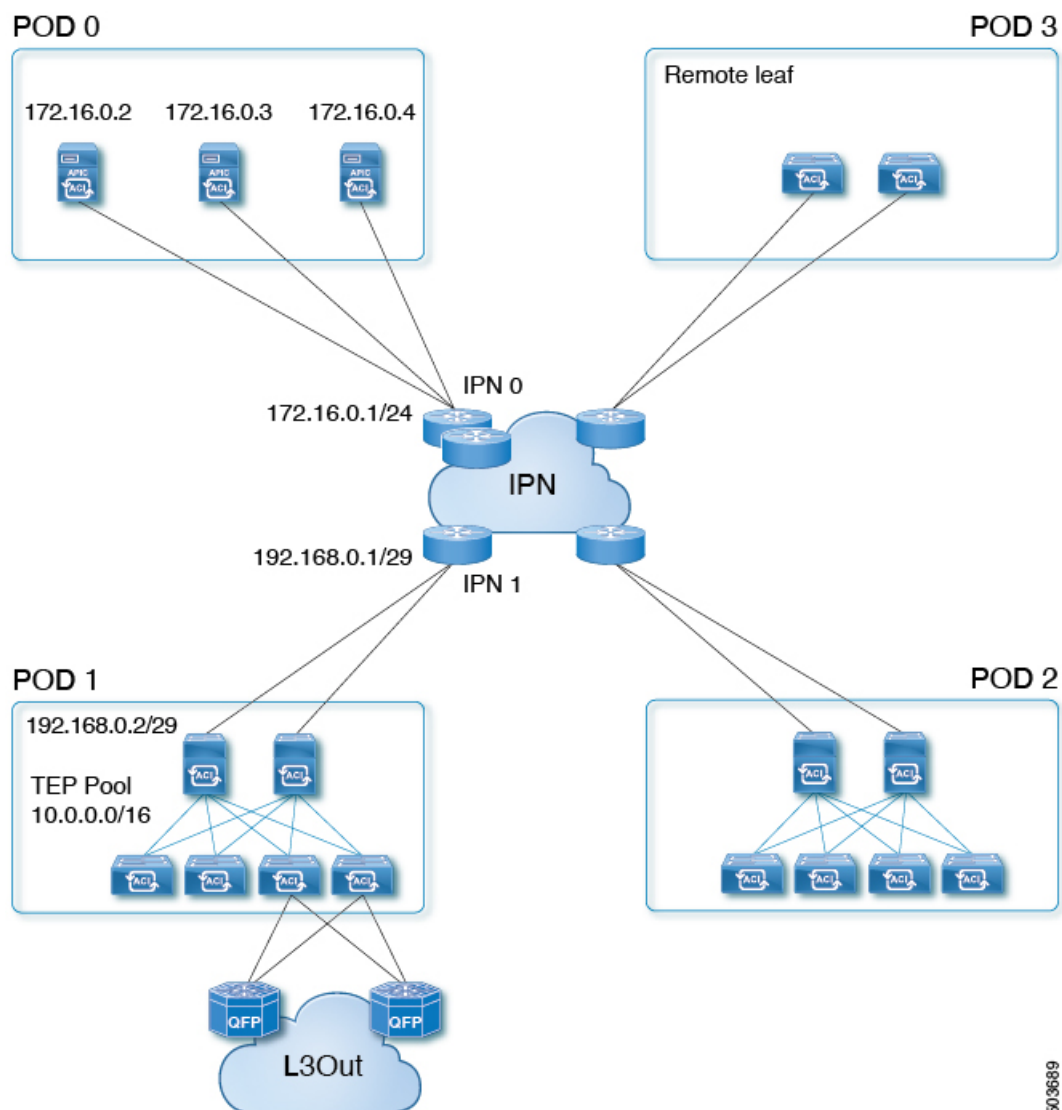 POD 0
172.16.0.2 172.16.0.3 172.16.0.4
APIC
ACI
APIC
ACI
APIC
ACI
POD 3
Remote leaf
ACI
ACI
IPN 0
172.16.0.1/24
IPN
192.168.0.1/29
IPN 1
POD 1
192.168.0.2/29
ACI
ACI
TEP Pool
10.0.0.0/16
ACI
ACI
ACI
ACI
POD 2
ACI
ACI
ACI
ACI
ACI
ACI
QFP
QFP
L3Out
503689